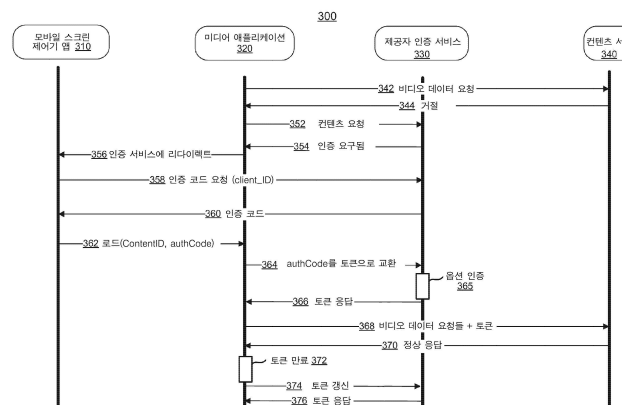 300
모바일 스크린
제어기 앱 310
미디어 애플리케이션
320
제공자 인증 서비스
330
컨텐츠 서
340
342 비디오 데이터 요청
344 거절
352 컨텐츠 요청
354 인증 요구됨
356 인증 서비스에 리다이렉트
358 인증 코드 요청 (client_ID)
360 인증 코드
362 로드(ContentID, authCode)
364 authCode를 토큰으로 교환
옵션 인증
365
366 토큰 응답
368 비디오 데이터 요청들 + 토큰
370 정상 응답
토큰 만료 372
374 토큰 갱신
376 토큰 응답